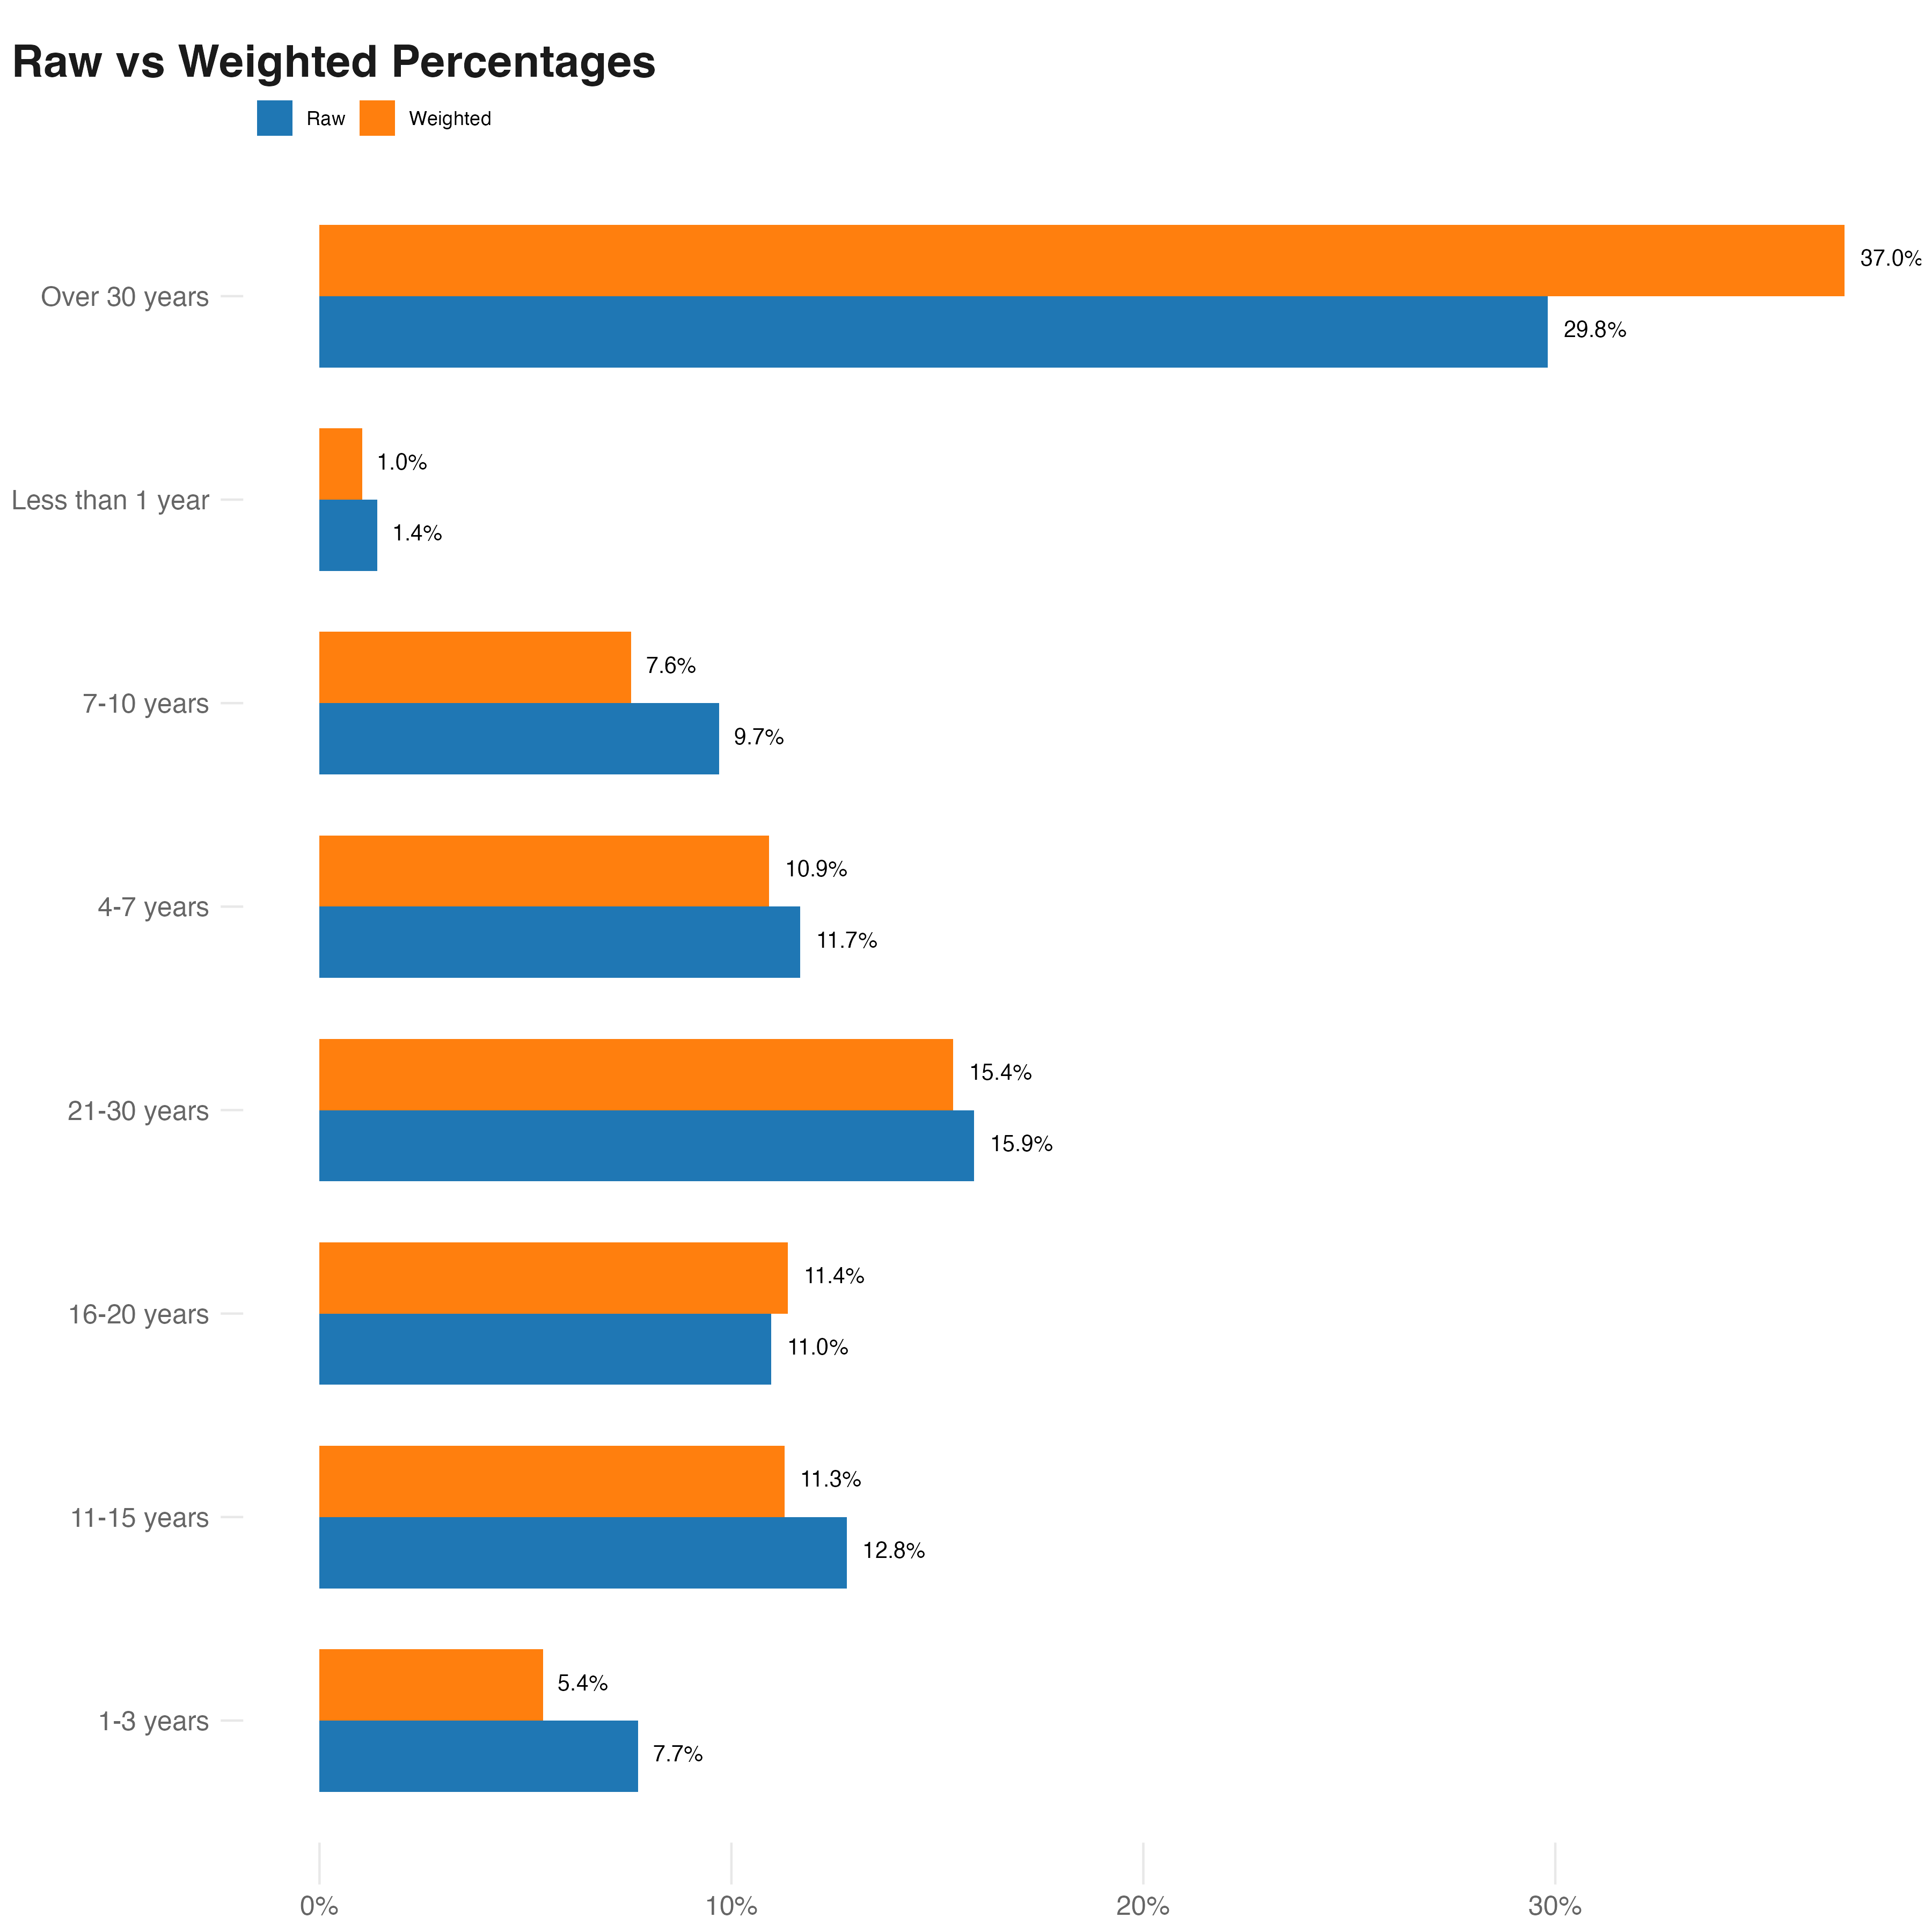 Raw vs Weighted Percentages
Raw Weighted
Over 30 years
37.0%
29.8%
Less than 1 year
1.0%
1.4%
7-10 years
7.6%
9.7%
4-7 years
10.9%
11.7%
21-30 years
15.4%
15.9%
16-20 years
11.4%
11.0%
11-15 years
11.3%
12.8%
1-3 years
5.4%
7.7%
0% 10% 20% 30%